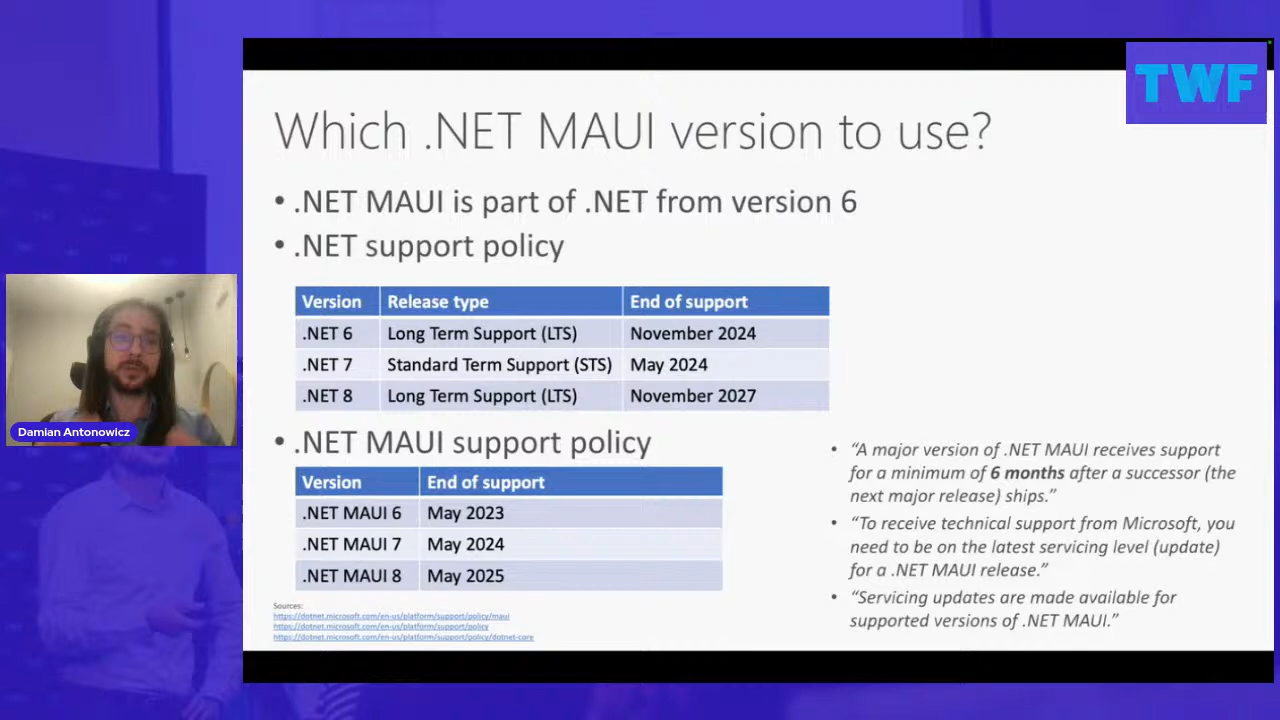 TWF
Which .NET MAUI version to use?
• .NET MAUI is part of .NET from version 6
• .NET support policy
Version Release type End of support
.NET 6 Long Term Support (LTS) November 2024
.NET 7 Standard Term Support (STS) May 2024
.NET 8 Long Term Support (LTS) November 2027
• .NET MAUI support policy
Version End of support
.NET MAUI 6 May 2023
.NET MAUI 7 May 2024
.NET MAUI 8 May 2025
• “A major version of .NET MAUI receives support
for a minimum of 6 months after a successor (the
next major release) ships.”
• “To receive technical support from Microsoft, you
need to be on the latest servicing level (update)
for a .NET MAUI release.”
• “Servicing updates are made available for
supported versions of .NET MAUI.”
Sources:
https://dotnet.microsoft.com/en-us/platform/support/policy/maui
https://dotnet.microsoft.com/en-us/platform/support/policy
https://dotnet.microsoft.com/en-us/platform/support/policy/dotnet-core
Damian Antonowicz